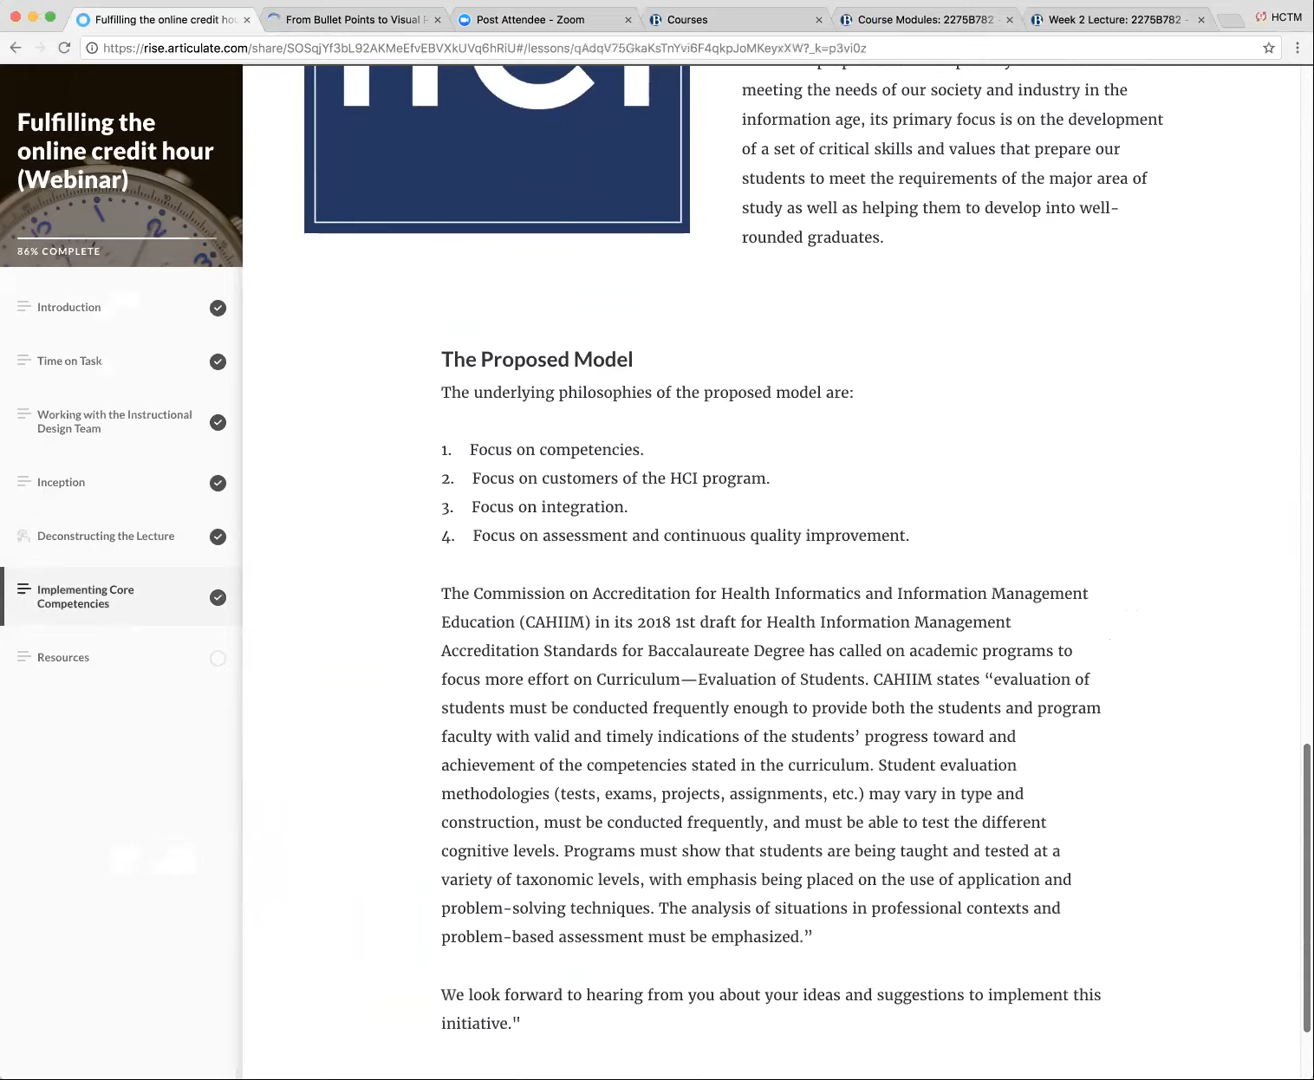 Fulfilling the online credit hou
From Bullet Points to Visual
Post Attendee - Zoom
Courses
Course Modules: 2275B782 -
Week 2 Lecture: 2275B782 -
HCTM
https://rise.articulate.com/share/SOSqjYf3bL92AKMeEfvEBVXkUVq6hRiU#/lessons/qAdqV75GkaKsTnYvi6F4qkpJoMKeyxXW?_k=p3vi0z
Fulfilling the
online credit hour
(Webinar)
86% COMPLETE
Introduction
Time on Task
Working with the Instructional
Design Team
Inception
Deconstructing the Lecture
Implementing Core
Competencies
Resources
HCI
meeting the needs of our society and industry in the
information age, its primary focus is on the development
of a set of critical skills and values that prepare our
students to meet the requirements of the major area of
study as well as helping them to develop into well-
rounded graduates.
The Proposed Model
The underlying philosophies of the proposed model are:
1. Focus on competencies.
2. Focus on customers of the HCI program.
3. Focus on integration.
4. Focus on assessment and continuous quality improvement.
The Commission on Accreditation for Health Informatics and Information Management
Education (CAHIIM) in its 2018 1st draft for Health Information Management
Accreditation Standards for Baccalaureate Degree has called on academic programs to
focus more effort on Curriculum—Evaluation of Students. CAHIIM states “evaluation of
students must be conducted frequently enough to provide both the students and program
faculty with valid and timely indications of the students’ progress toward and
achievement of the competencies stated in the curriculum. Student evaluation
methodologies (tests, exams, projects, assignments, etc.) may vary in type and
construction, must be conducted frequently, and must be able to test the different
cognitive levels. Programs must show that students are being taught and tested at a
variety of taxonomic levels, with emphasis being placed on the use of application and
problem-solving techniques. The analysis of situations in professional contexts and
problem-based assessment must be emphasized.”
We look forward to hearing from you about your ideas and suggestions to implement this
initiative."